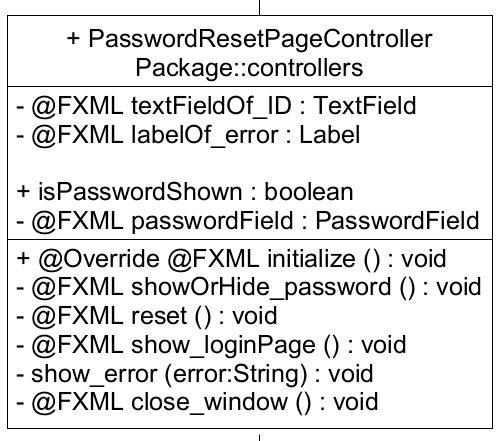 + PasswordResetPageController
Package::controllers
- @FXML textFieldOf_ID : TextField
- @FXML labelOf_error : Label
+ isPasswordShown : boolean
- @FXML passwordField : PasswordField
+ @Override @FXML initialize () : void
- @FXML showOrHide_password () : void
- @FXML reset () : void
- @FXML show_loginPage () : void
- show_error (error:String) : void
- @FXML close_window () : void